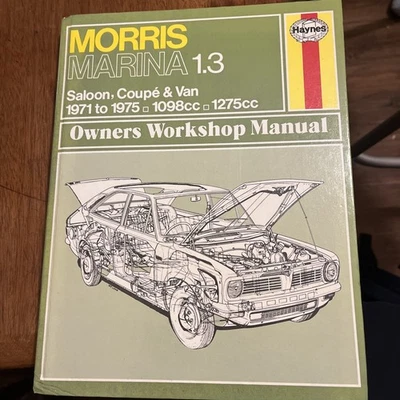 MORRIS
MARINA 1.3
Haynes
Saloon, Coupé & Van
1971 to 1975 □ 1098cc □ 1275cc
Owners Workshop Manual